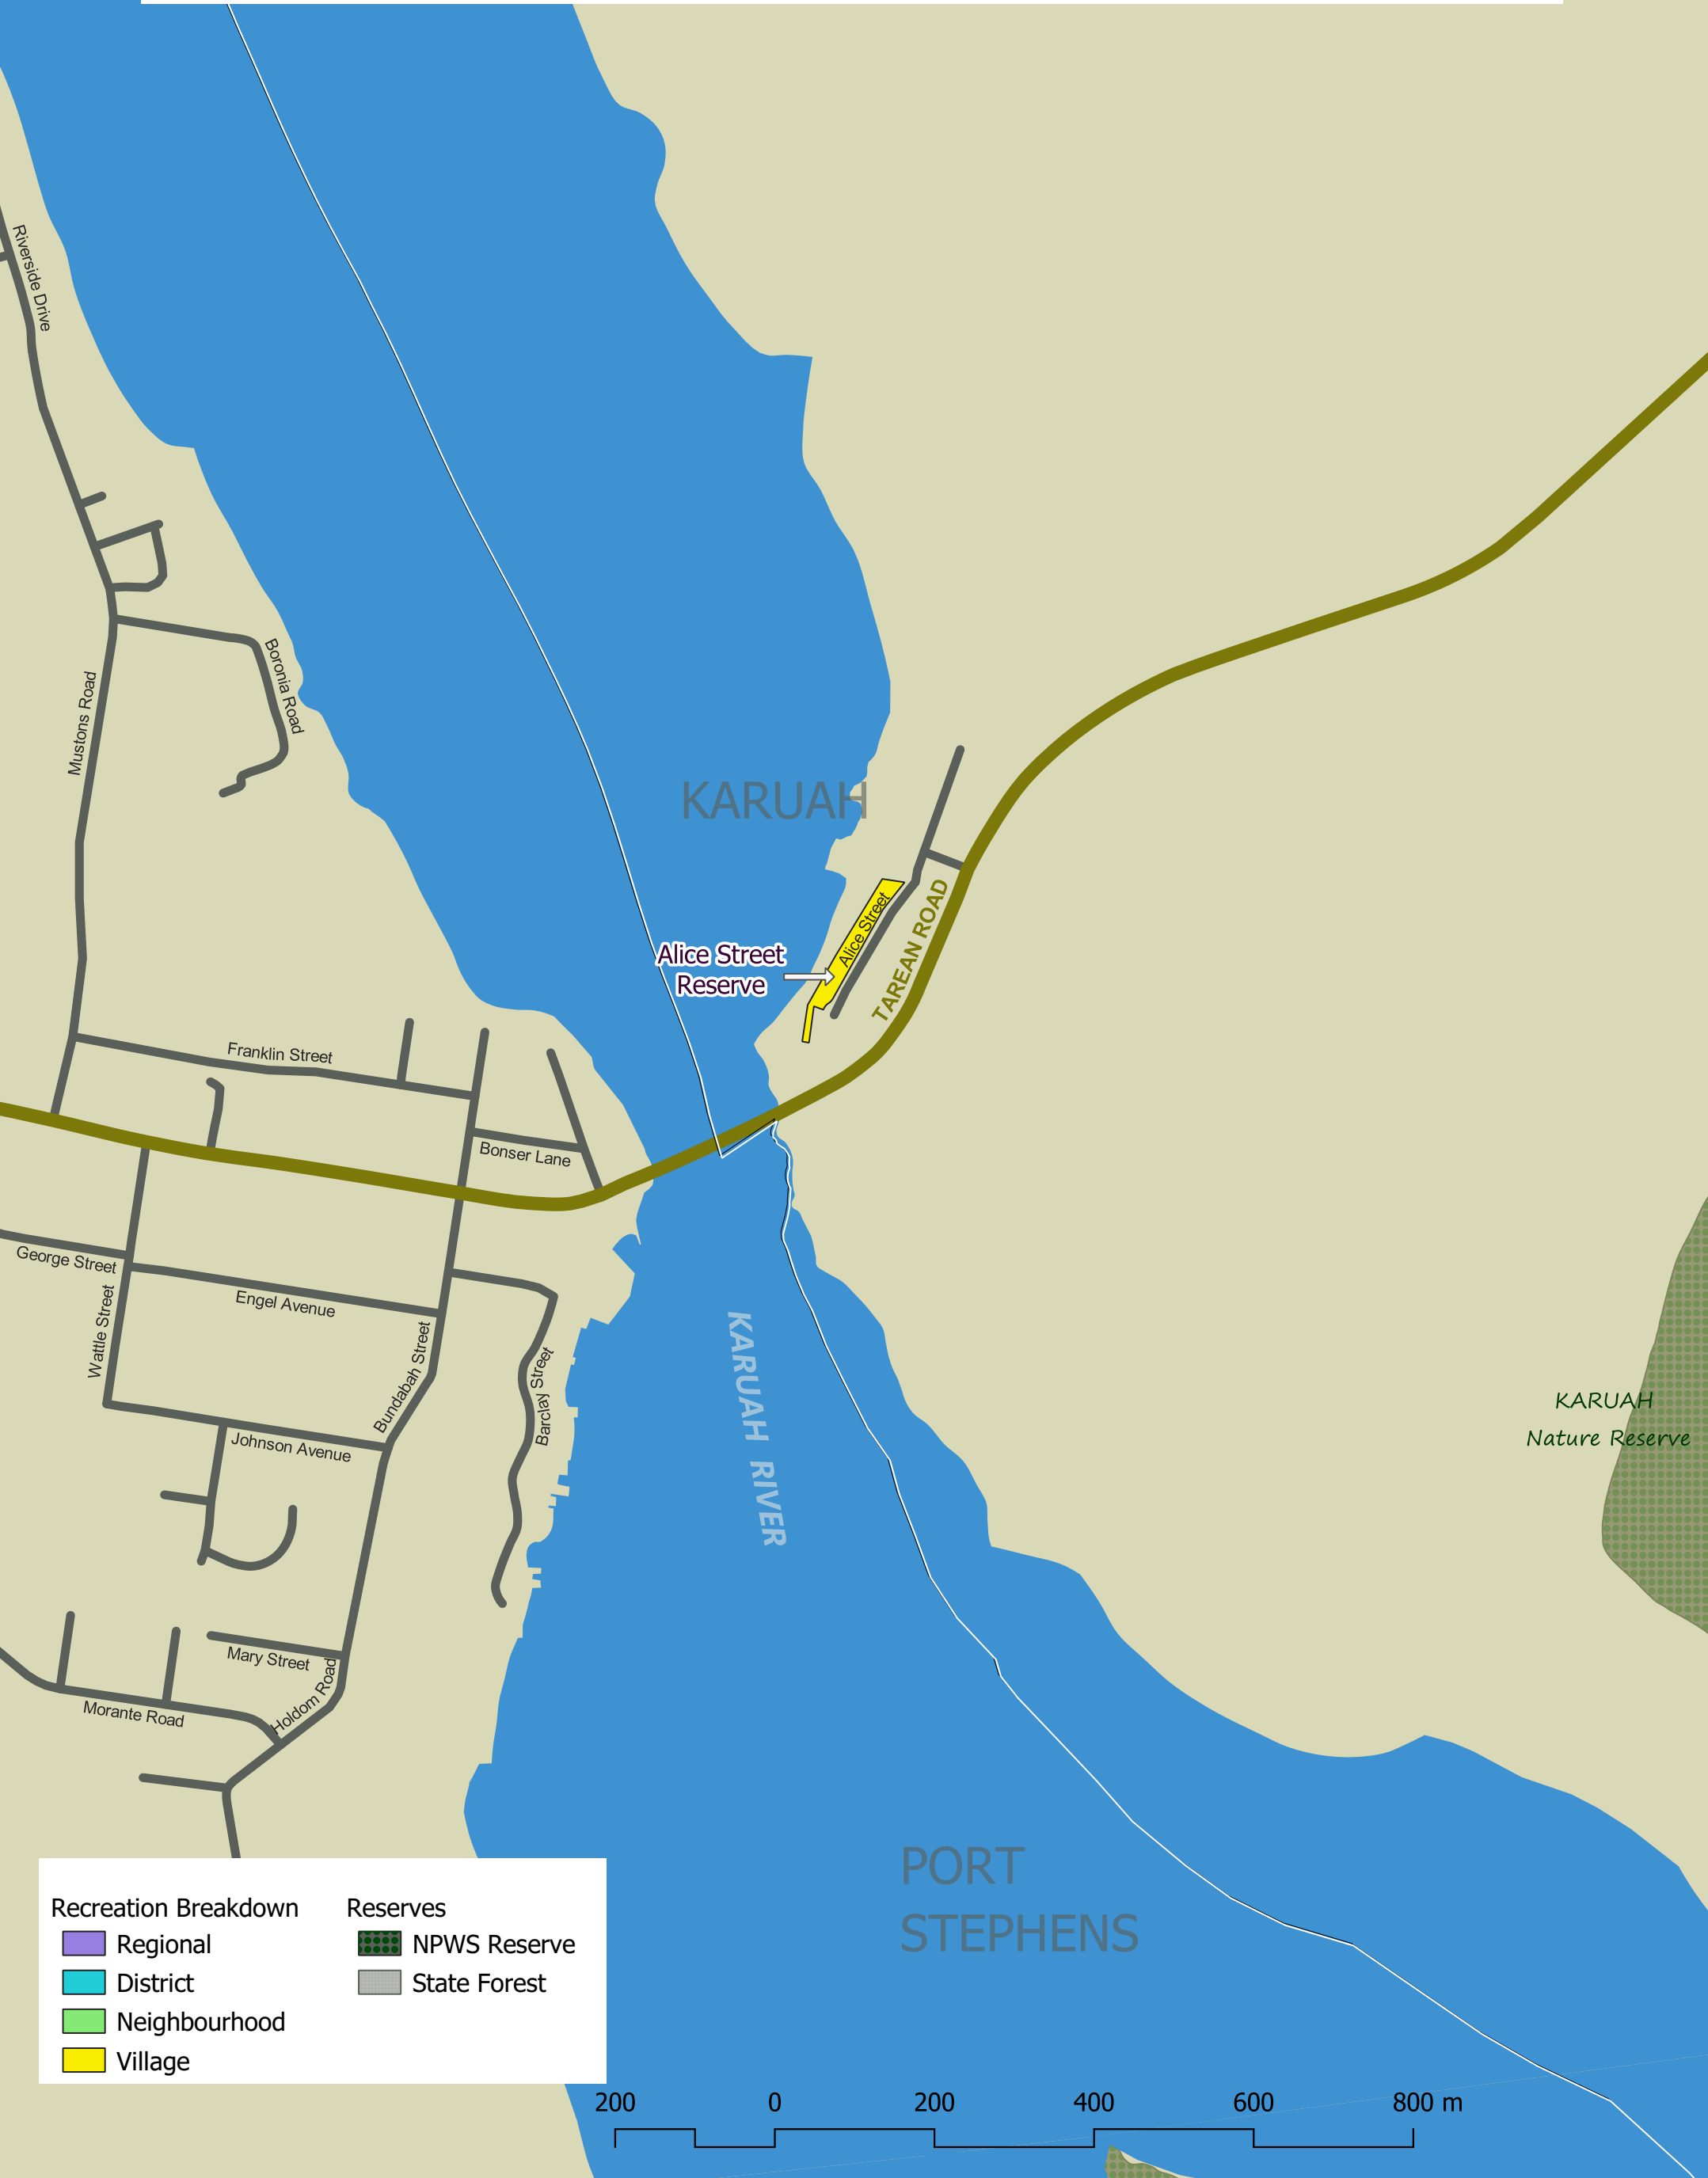 Riverside Drive
Boronia Road
Mustons Road
KARUAH
Alice Street
TAREAN ROAD
Alice Street
Reserve
Franklin Street
Bonser Lane
George Street
Engel Avenue
Wattle Street
Bundabah Street
Barclay Street
KARUAH RIVER
KARUAH
Nature Reserve
Johnson Avenue
Mary Street
Holdom Road
Morante Road
PORT
STEPHENS
Recreation Breakdown
Regional
District
Neighbourhood
Village
Reserves
NPWS Reserve
State Forest
200 0 200 400 600 800 m